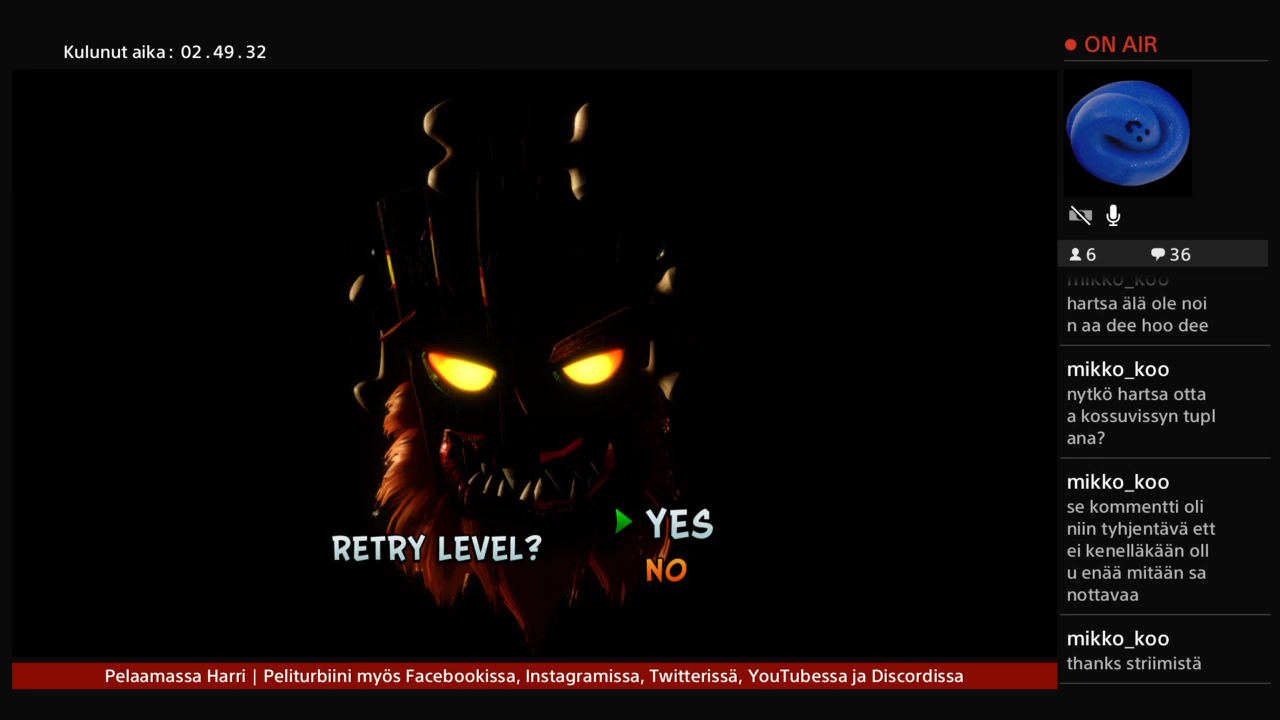 Kulunut aika: 02.49.32
ON AIR
6 36
mikko_koo
hartsa älä ole noi
n aa dee hoo dee
mikko_koo
nytkö hartsa otta
a kossuvissyn tupl
ana?
mikko_koo
se kommentti oli
niin tyhjentävä ett
ei kenelläkään oll
u enää mitään sa
nottavaa
mikko_koo
thanks striimistä
RETRY LEVEL?
YES
NO
Pelaamassa Harri | Peliturbiini myös Facebookissa, Instagramissa, Twitterissä, YouTubessa ja Discordissa